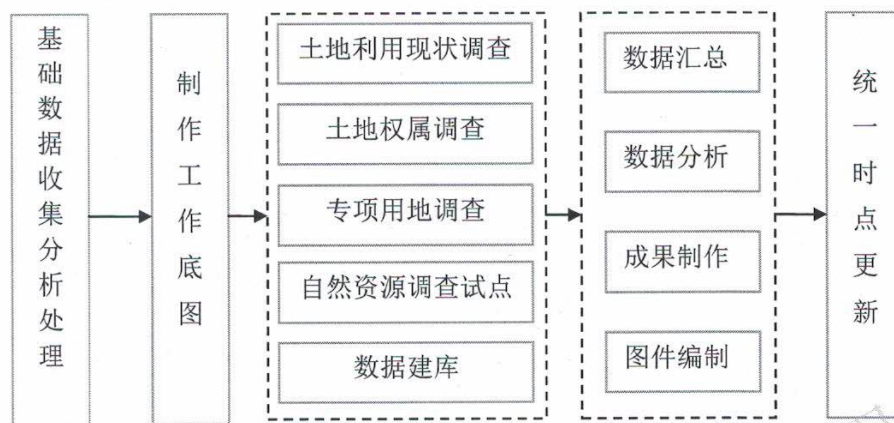 基础数据收集分析处理
制作工作底图
土地利用现状调查
土地权属调查
专项用地调查
自然资源调查试点
数据建库
数据汇总
数据分析
成果制作
图件编制
统一时点更新